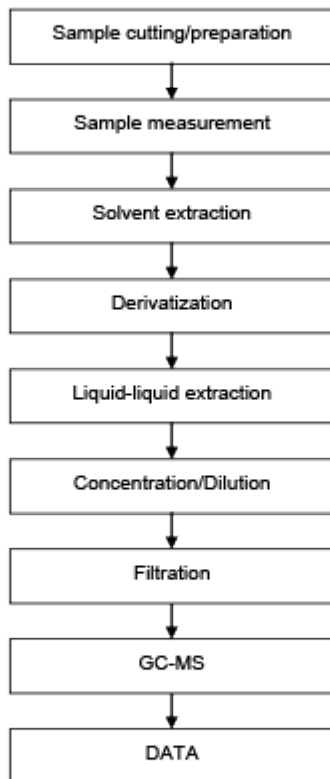 Sample cutting/preparation
Sample measurement
Solvent extraction
Derivatization
Liquid-liquid extraction
Concentration/Dilution
Filtration
GC-MS
DATA